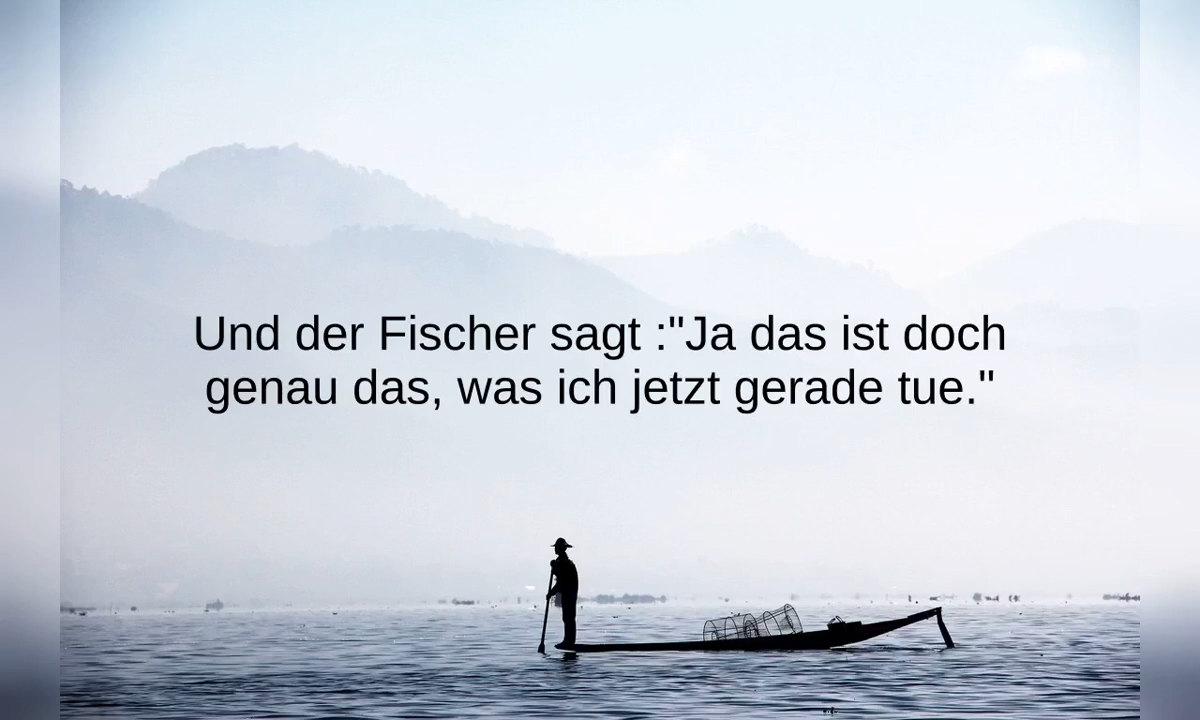 Und der Fischer sagt :"Ja das ist doch
genau das, was ich jetzt gerade tue."